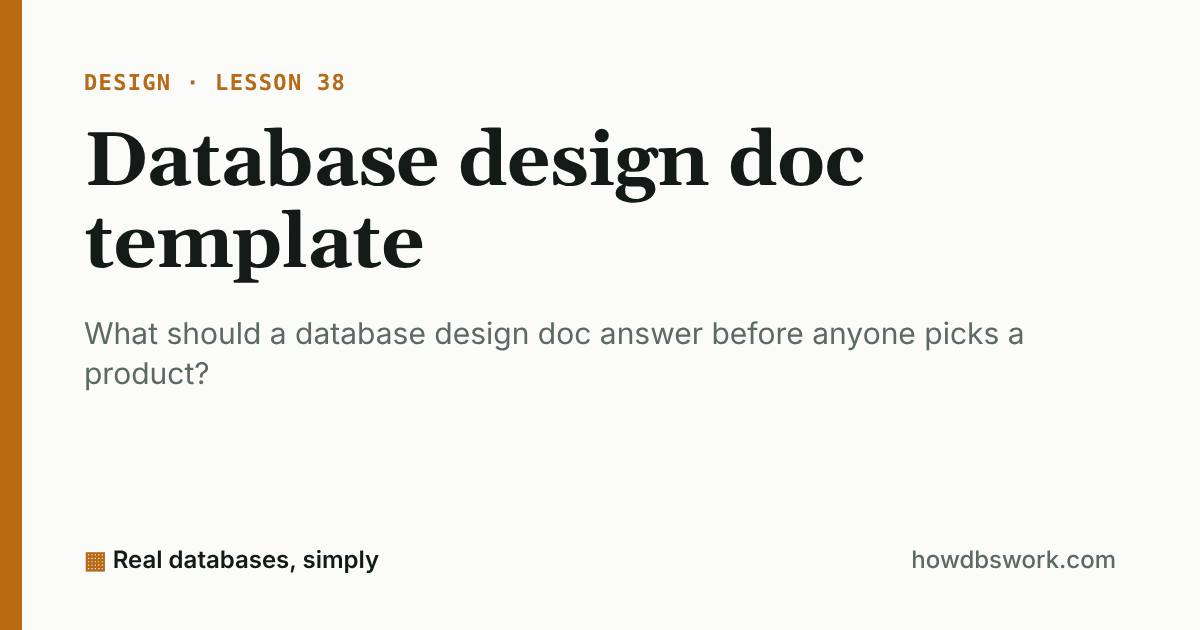 DESIGN · LESSON 38
Database design doc
template
What should a database design doc answer before anyone picks a
product?
▦ Real databases, simply
howdbswork.com